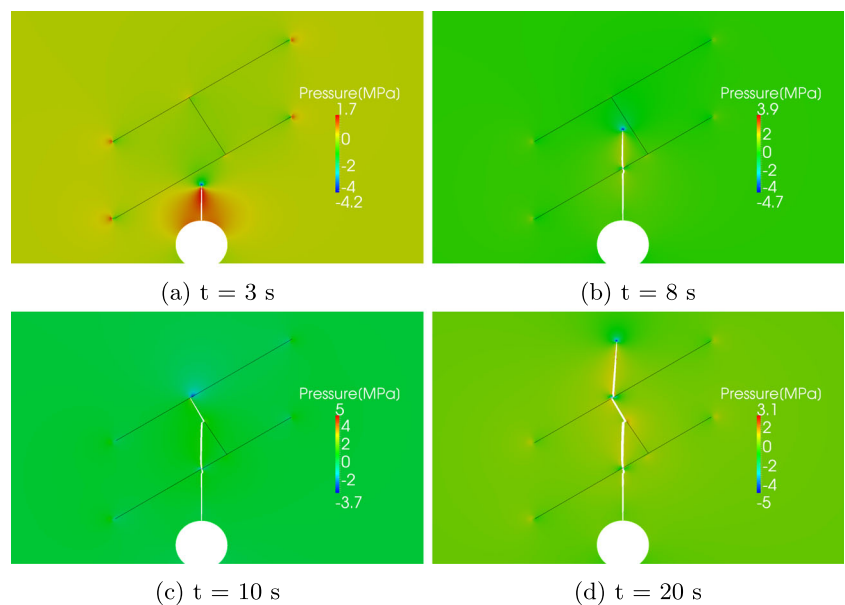 Pressure(MPa)
1.7
0
-2
-4
-4.2
Pressure(MPa)
3.9
2
0
-2
-4
-4.7
(a) t = 3 s
(b) t = 8 s
Pressure(MPa)
5
4
2
0
-2
-3.7
Pressure(MPa)
3.1
2
0
-2
-4
-5
(c) t = 10 s
(d) t = 20 s